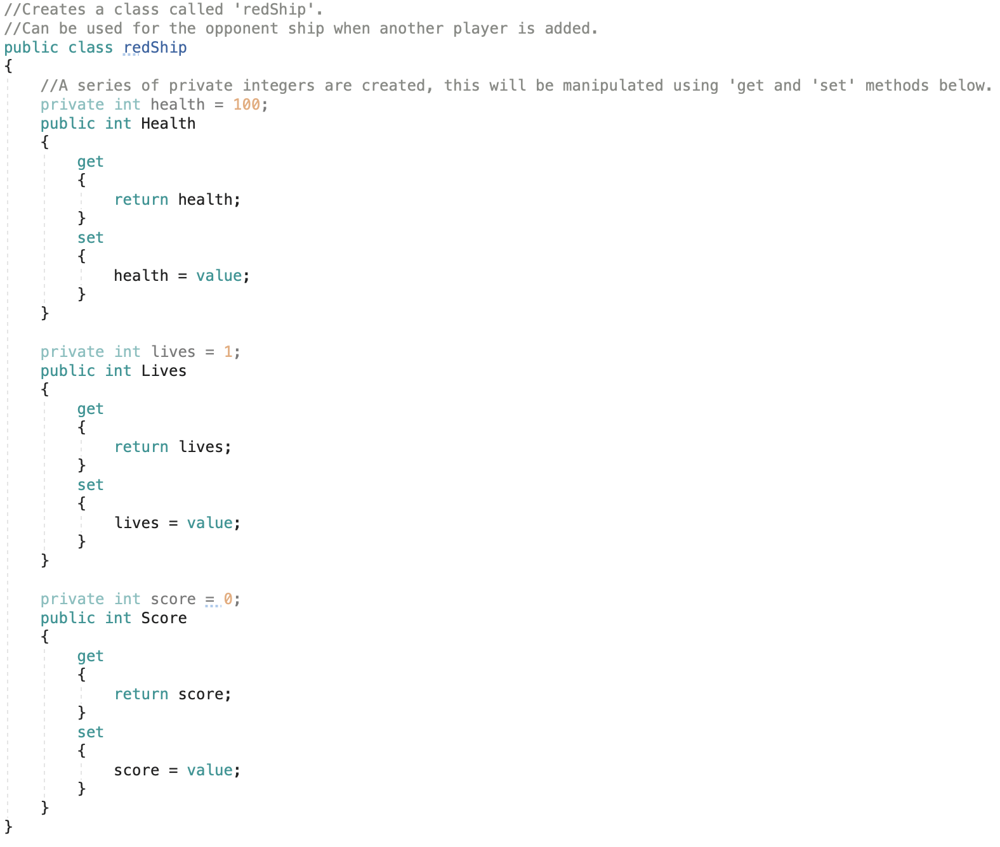 //Creates a class called 'redShip'.
//Can be used for the opponent ship when another player is added.
public class redShip
{
    //A series of private integers are created, this will be manipulated using 'get and 'set' methods below.
    private int health = 100;
    public int Health
    {
        get
        {
            return health;
        }
        set
        {
            health = value;
        }
    }

    private int lives = 1;
    public int Lives
    {
        get
        {
            return lives;
        }
        set
        {
            lives = value;
        }
    }

    private int score = 0;
    public int Score
    {
        get
        {
            return score;
        }
        set
        {
            score = value;
        }
    }
}